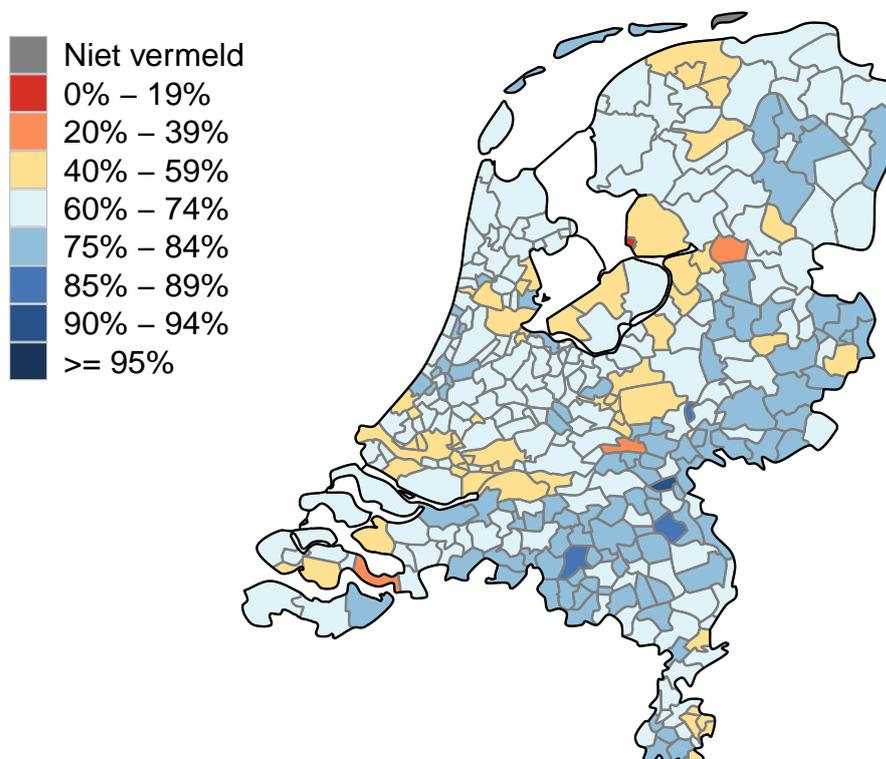 Niet vermeld
0% – 19%
20% – 39%
40% – 59%
60% – 74%
75% – 84%
85% – 89%
90% – 94%
>= 95%